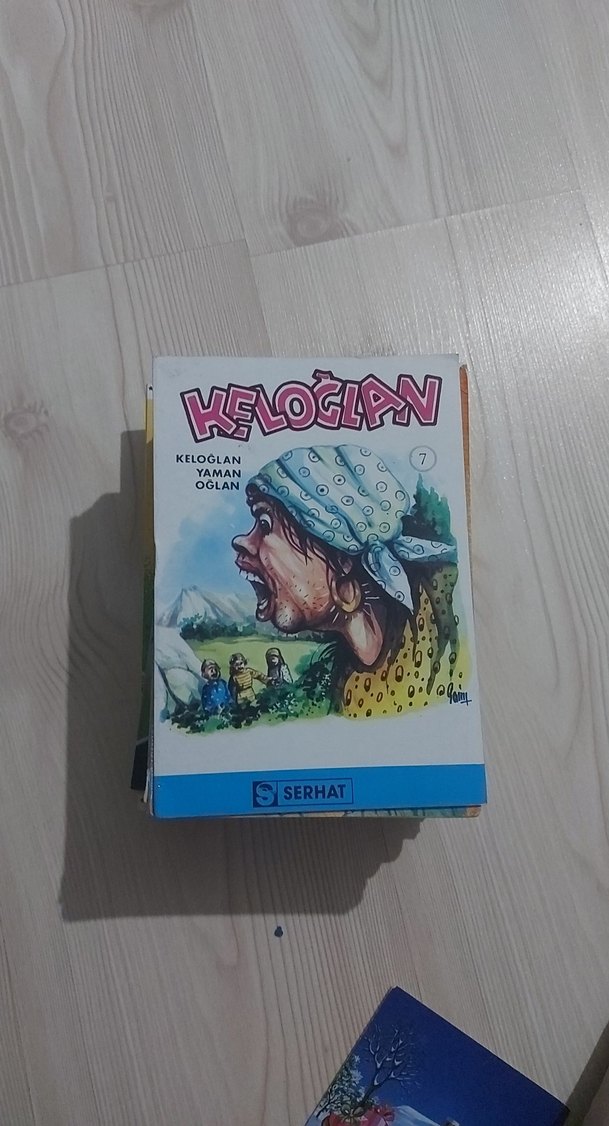 KELOĞLAN
KELOĞLAN
YAMAN
OĞLAN
7
S SERHAT